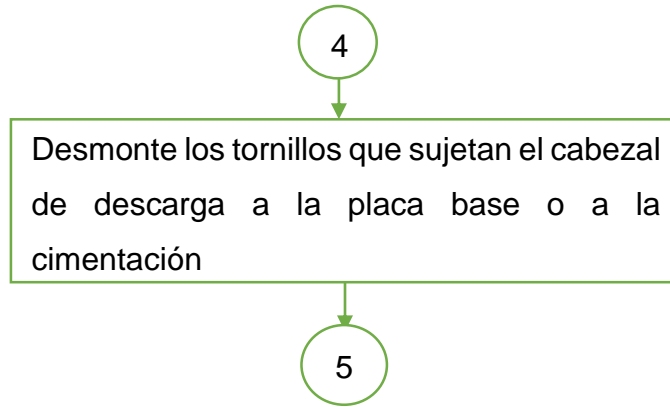 4
Desmonte los tornillos que sujetan el cabezal
de descarga a la placa base o a la
cimentación
5